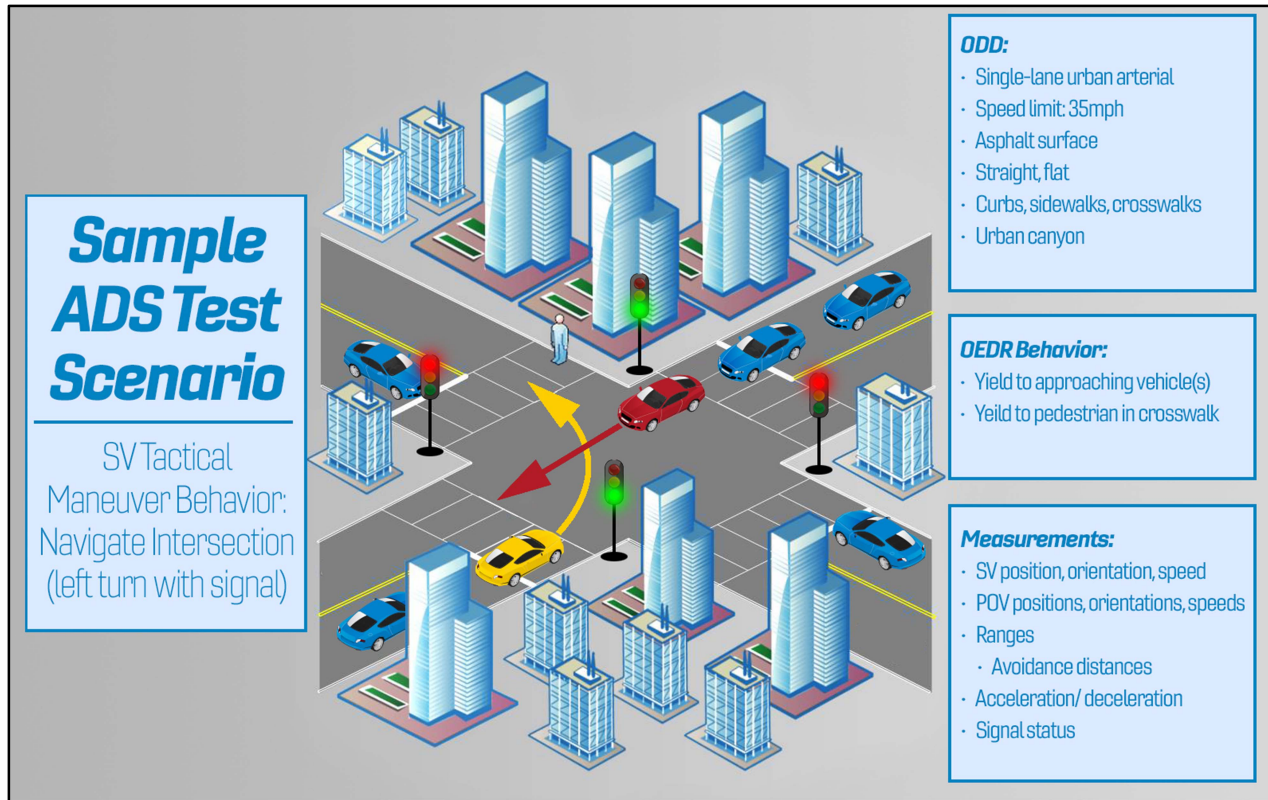 Sample
ADS Test
Scenario
SV Tactical
Maneuver Behavior:
Navigate Intersection
(left turn with signal)
ODD:
· Single-lane urban arterial
· Speed limit: 35mph
· Asphalt surface
· Straight, flat
· Curbs, sidewalks, crosswalks
· Urban canyon
OEDR Behavior:
· Yield to approaching vehicle(s)
· Yeild to pedestrian in crosswalk
Measurements:
· SV position, orientation, speed
· POV positions, orientations, speeds
· Ranges
· Avoidance distances
· Acceleration/ deceleration
· Signal status